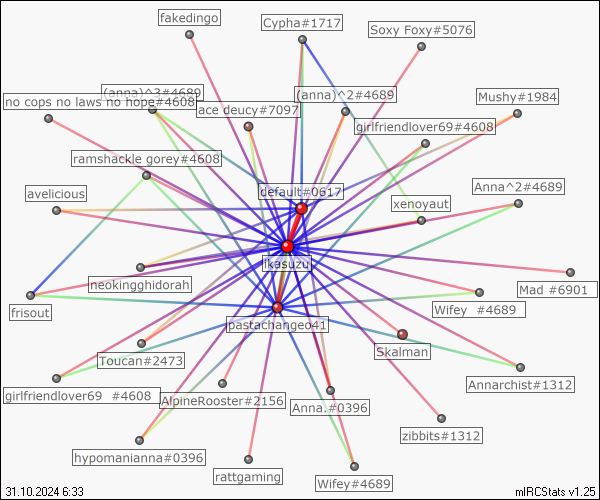 fakedingo
Cypha#1717
Soxy Foxy#5076
(anna)^3#4689
no cops no laws no hope#4608
ace deucy#7097
(anna)^2#4689
Mushy#1984
girlfriendlover69#4608
ramshackle gorey#4608
default#0617
Anna^2#4689
avelicious
xenoyaut
ikasuzu
neokingghidorah
Mad #6901
frisout
Wifey #4689
pastachangeo41
Toucan#2473
Skalman
girlfriendlover69 #4608
AlpineRooster#2156
Anna.#0396
Annarchist#1312
zibbits#1312
hypomanianna#0396
rattgaming
Wifey#4689
31.10.2024 6:33
mIRCStats v1.25